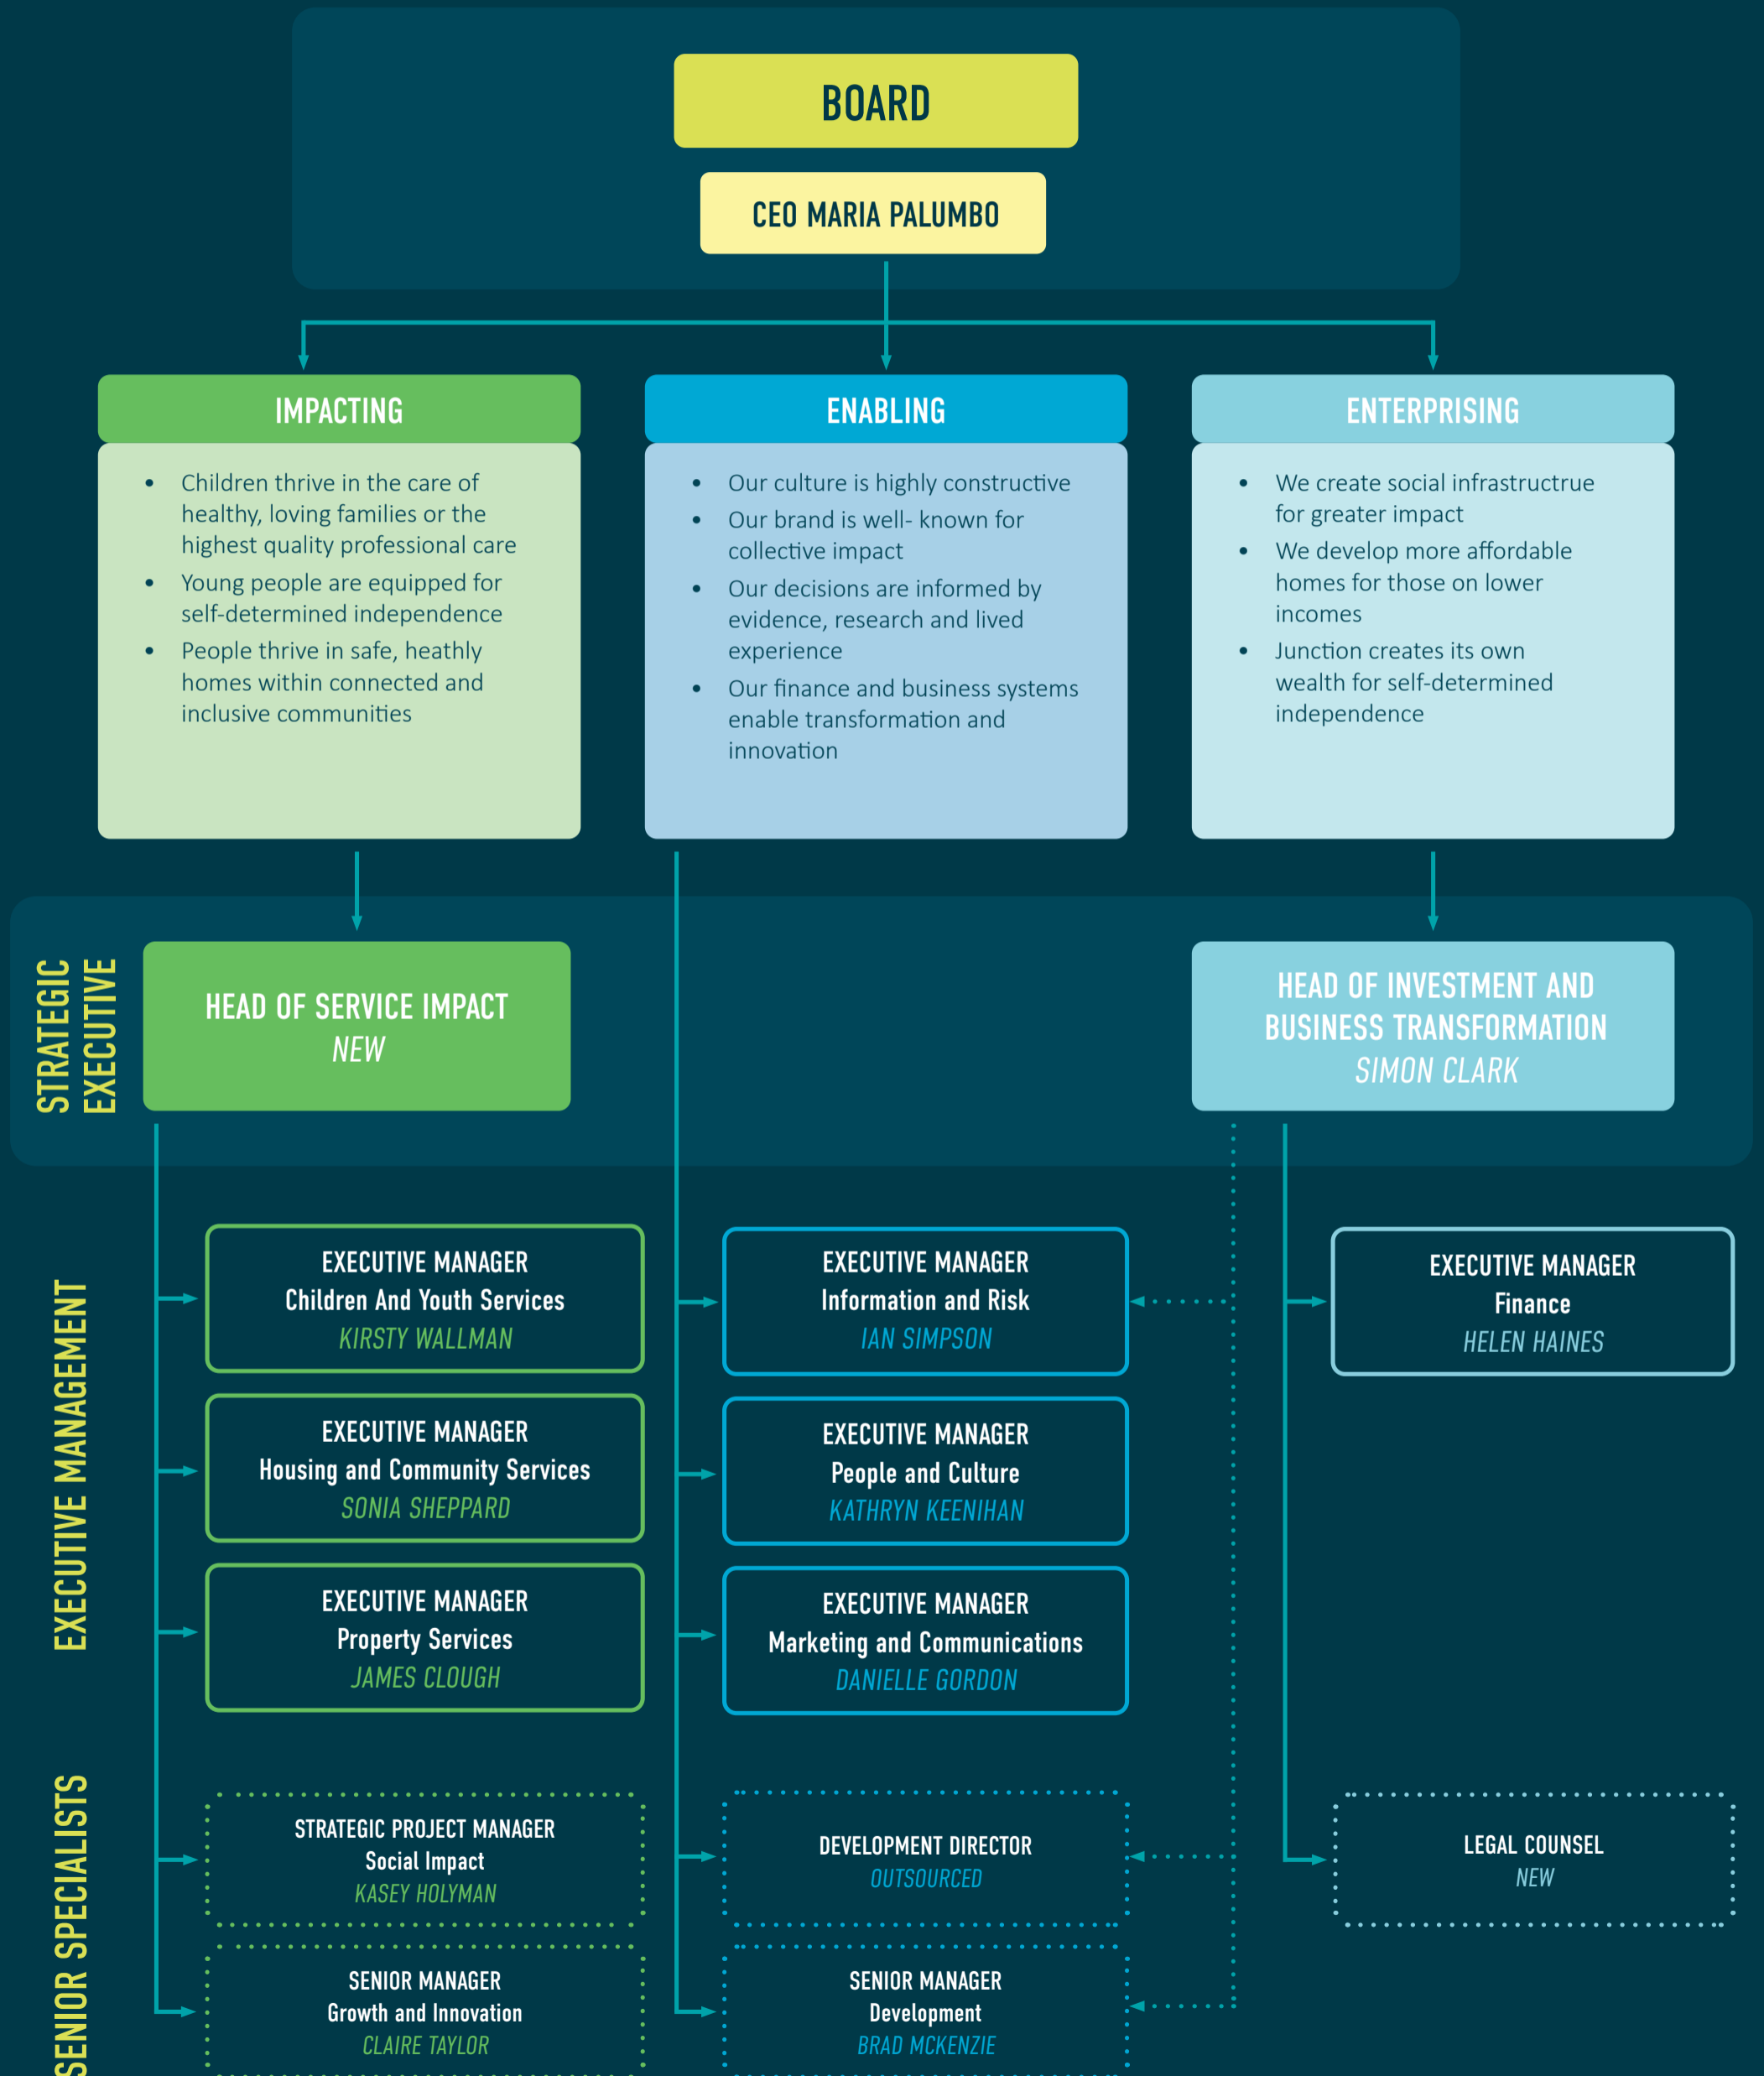 BOARD
CEO MARIA PALUMBO
IMPACTING
• Children thrive in the care of
healthy, loving families or the
highest quality professional care
• Young people are equipped for
self-determined independence
• People thrive in safe, heathly
homes within connected and
inclusive communities
ENABLING
• Our culture is highly constructive
• Our brand is well- known for
collective impact
• Our decisions are informed by
evidence, research and lived
experience
• Our finance and business systems
enable transformation and
innovation
ENTERPRISING
• We create social infrastructrue
for greater impact
• We develop more affordable
homes for those on lower
incomes
• Junction creates its own
wealth for self-determined
independence
STRATEGIC
EXECUTIVE
HEAD OF SERVICE IMPACT
NEW
HEAD OF INVESTMENT AND
BUSINESS TRANSFORMATION
SIMON CLARK
EXECUTIVE MANAGEMENT
EXECUTIVE MANAGER
Children And Youth Services
KIRSTY WALLMAN
EXECUTIVE MANAGER
Information and Risk
IAN SIMPSON
EXECUTIVE MANAGER
Finance
HELEN HAINES
EXECUTIVE MANAGER
Housing and Community Services
SONIA SHEPPARD
EXECUTIVE MANAGER
People and Culture
KATHRYN KEENIHAN
EXECUTIVE MANAGER
Property Services
JAMES CLOUGH
EXECUTIVE MANAGER
Marketing and Communications
DANIELLE GORDON
SENIOR SPECIALISTS
STRATEGIC PROJECT MANAGER
Social Impact
KASEY HOLYMAN
DEVELOPMENT DIRECTOR
OUTSOURCED
LEGAL COUNSEL
NEW
SENIOR MANAGER
Growth and Innovation
CLAIRE TAYLOR
SENIOR MANAGER
Development
BRAD MCKENZIE